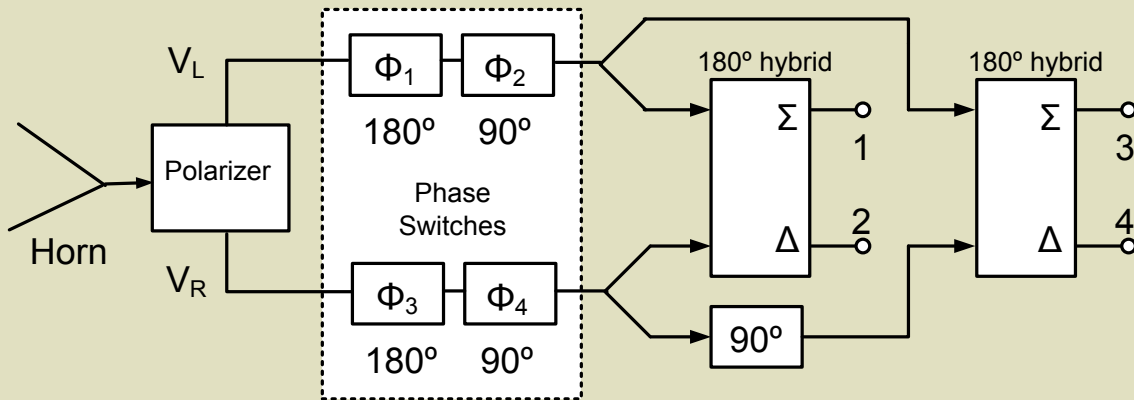 V_L
Φ₁ Φ₂
180º 90º
180º hybrid
180º hybrid
Σ
1
Σ
3
Polarizer
Phase
Switches
Horn
Δ
2
Δ
4
V_R
Φ₃ Φ₄
180º 90º
90º